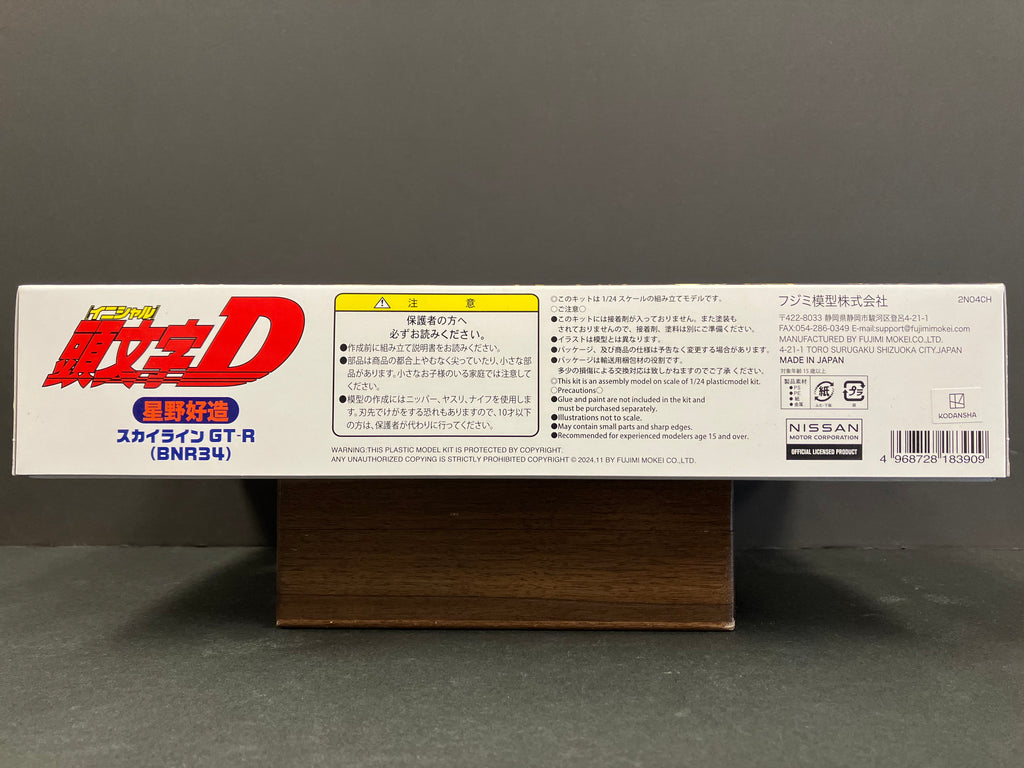 イニシャル
頭文字D
星野好造
スカイライン GT-R
(BNR34)
注 意
保護者の方へ
必ずお読みください。
●作成前に組み立て説明書をお読みください。
●部品は商品の都合上やむなく尖っていたり、小さな部
品があります。小さなお子様のいる家庭では注意して
ください。
●模型の作成にはニッパー、ヤスリ、ナイフを使用しま
す。刃先でけがをする恐れもありますので、10才以下
の方は、保護者が代わりに行ってください。
WARNING:THIS PLASTIC MODEL KIT IS PROTECTED BY COPYRIGHT.
ANY UNAUTHORIZED COPYING IS STRICTLY PROHIBITED COPYRIGHT © 2024.11 BY FUJIMI MOKEI CO.,LTD.
◎このキットは 1/24 スケールの組み立てモデルです。
◎ご注意○
●このキットには接着剤が入っておりません、また塗装も
されておりませんので、接着剤、塗料は別にご準備ください。
●イラストは模型とは異なります。
●パッケージ、及び商品の仕様は予告なく変更する場合があります。
●パッケージは輸送用梱包材の役割です。
多少の損傷による交換対応は致しかねますのでご了承ください。
◎This kit is an assembly model on scale of 1/24 plasticmodel kit.
○Precautions○
●Glue and paint are not included in the kit and
must be purchased separately.
●Illustrations not to scale.
●May contain small parts and sharp edges.
●Recommended for experienced modelers age 15 and over.
フジミ模型株式会社
2N04CH
〒422-8033 静岡県静岡市駿河区登呂4-21-1
FAX:054-286-0349 E-mail:support@fujimimokei.com
MANUFACTURED BY FUJIMI MOKEI CO.,LTD.
4-21-1 TORO SURUGAKU SHIZUOKA CITY.JAPAN
MADE IN JAPAN
対象年齢 15 歳以上
製品素材
●PS
●PE
●紙
●金属
紙
プラ
NISSAN
MOTOR CORPORATION
OFFICIAL LICENSED PRODUCT
KODANSHA
4 968728 183909